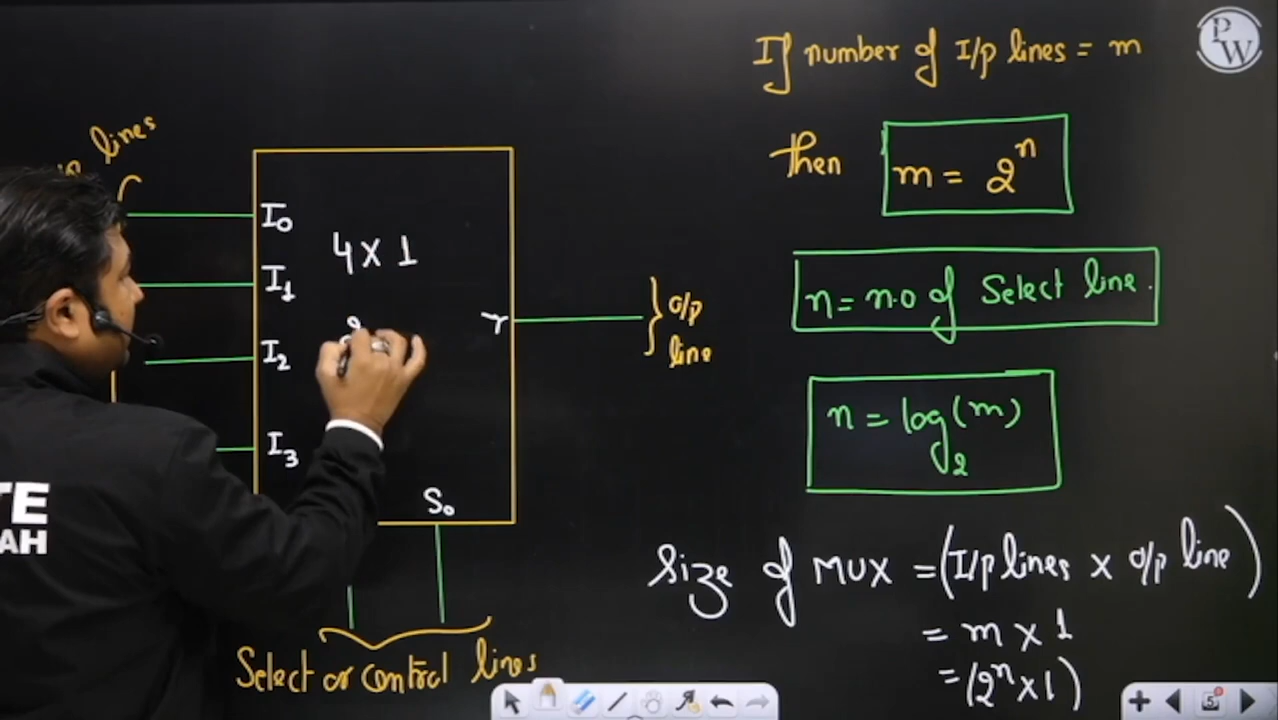 lines
I0
I1
I2
I3
4 X 1
Y
S0
O/p
line
Select or control lines
If number of I/p lines = m
Then m = 2^n
n = n.o of Select line.
n = log2(m)
Size of MUX = (I/p lines x O/p line)
= m x 1
= (2^n x 1)
PW
TE
AH
5